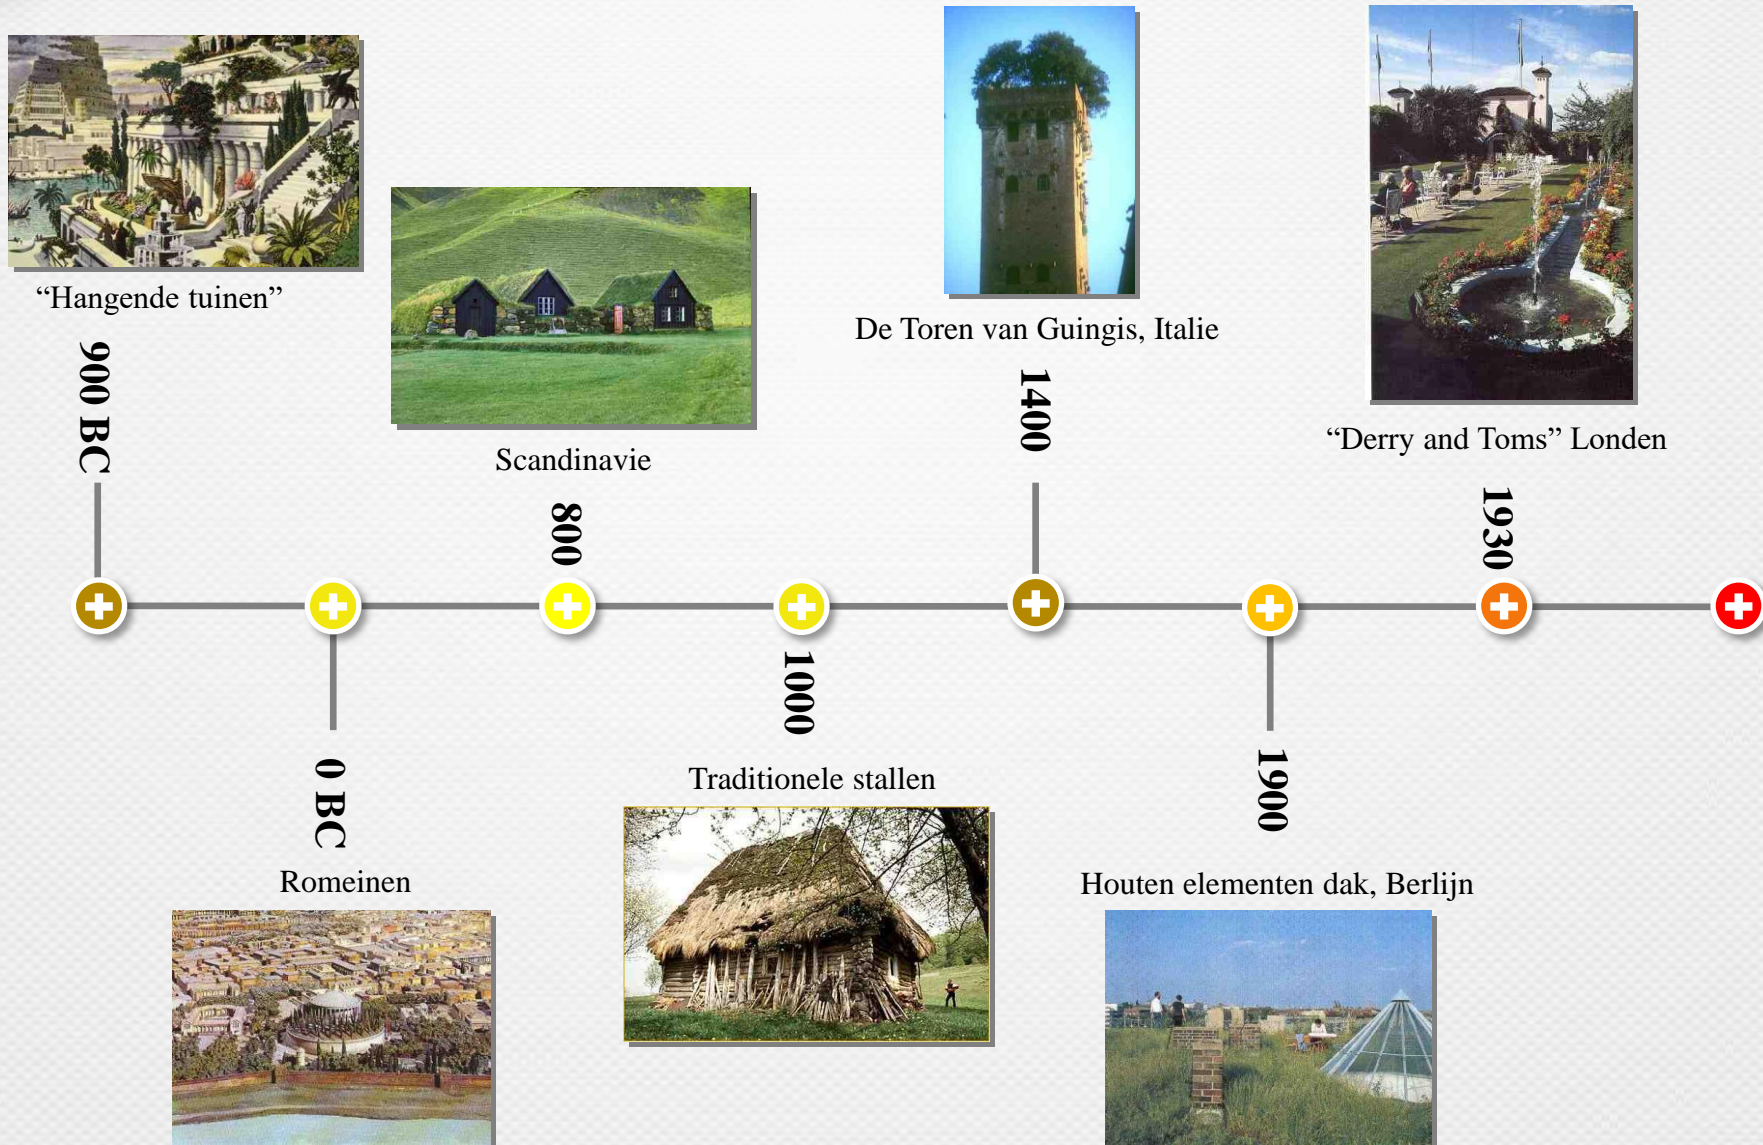 “Hangende tuinen”
900 BC
0 BC
Romeinen
Scandinavie
800
1000
Traditionele stallen
De Toren van Guingis, Italie
1400
1900
Houten elementen dak, Berlijn
“Derry and Toms” Londen
1930